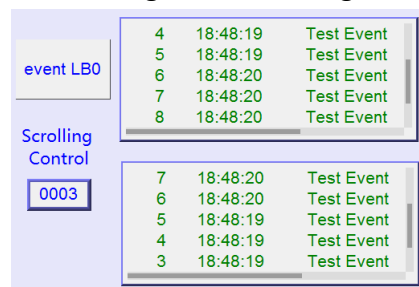 event LB0
4 18:48:19 Test Event
5 18:48:19 Test Event
6 18:48:20 Test Event
7 18:48:20 Test Event
8 18:48:20 Test Event
Scrolling
Control
0003
7 18:48:20 Test Event
6 18:48:20 Test Event
5 18:48:19 Test Event
4 18:48:19 Test Event
3 18:48:19 Test Event